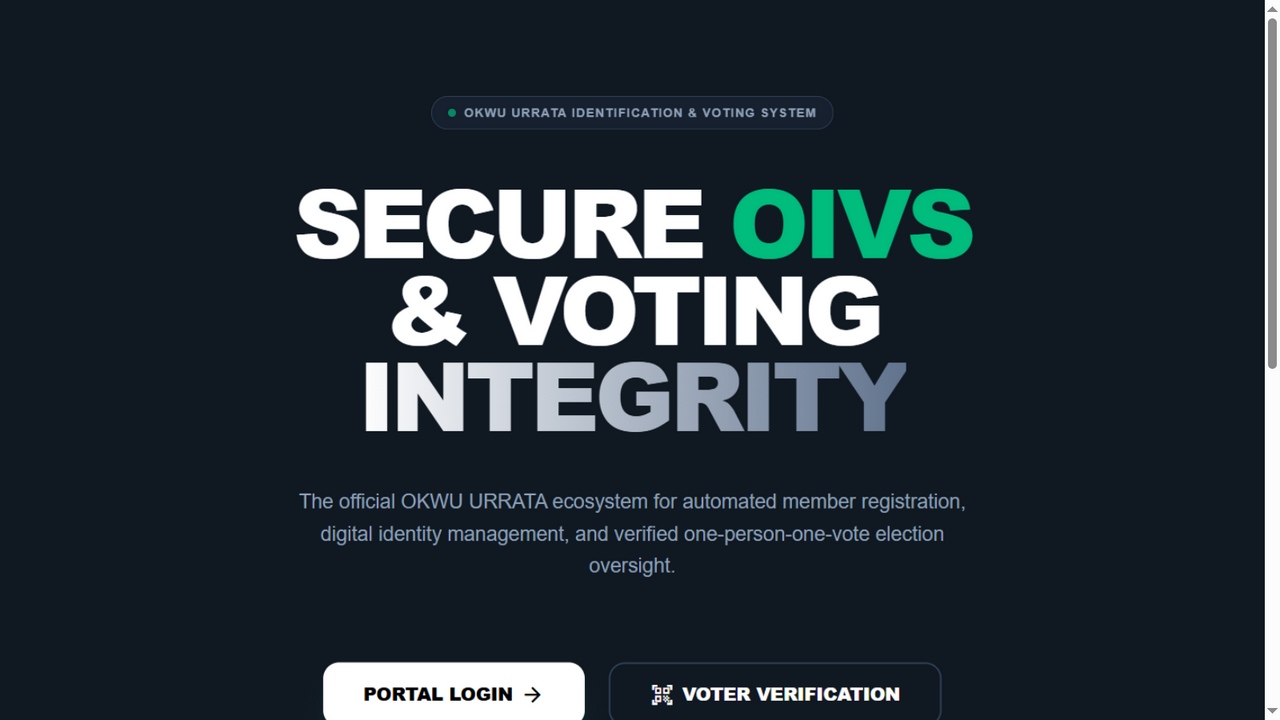 OKWU URRATA IDENTIFICATION & VOTING SYSTEM
SECURE OIVS
& VOTING
INTEGRITY
The official OKWU URRATA ecosystem for automated member registration,
digital identity management, and verified one-person-one-vote election
oversight.
PORTAL LOGIN →
VOTER VERIFICATION